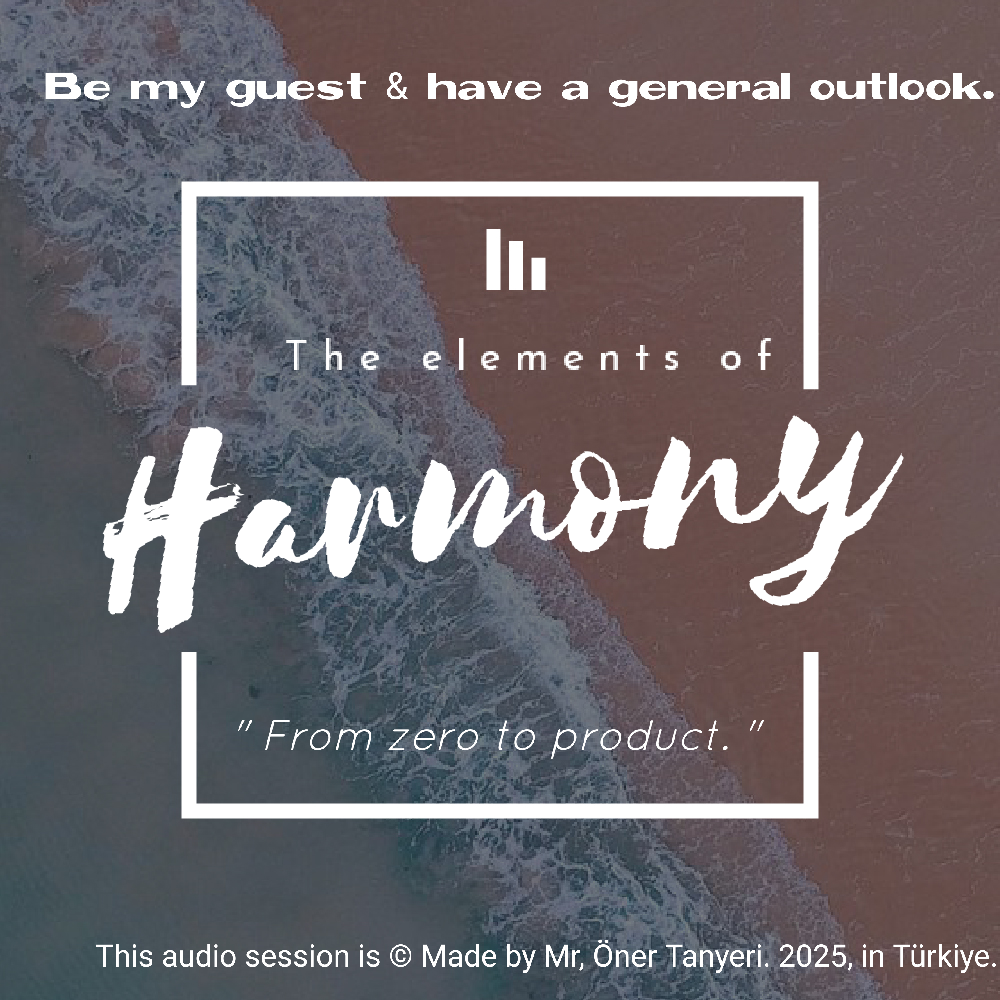 Be my guest & have a general outlook.
The elements of
Harmony
" From zero to product. "
This audio session is © Made by Mr, Öner Tanyeri. 2025, in Türkiye.